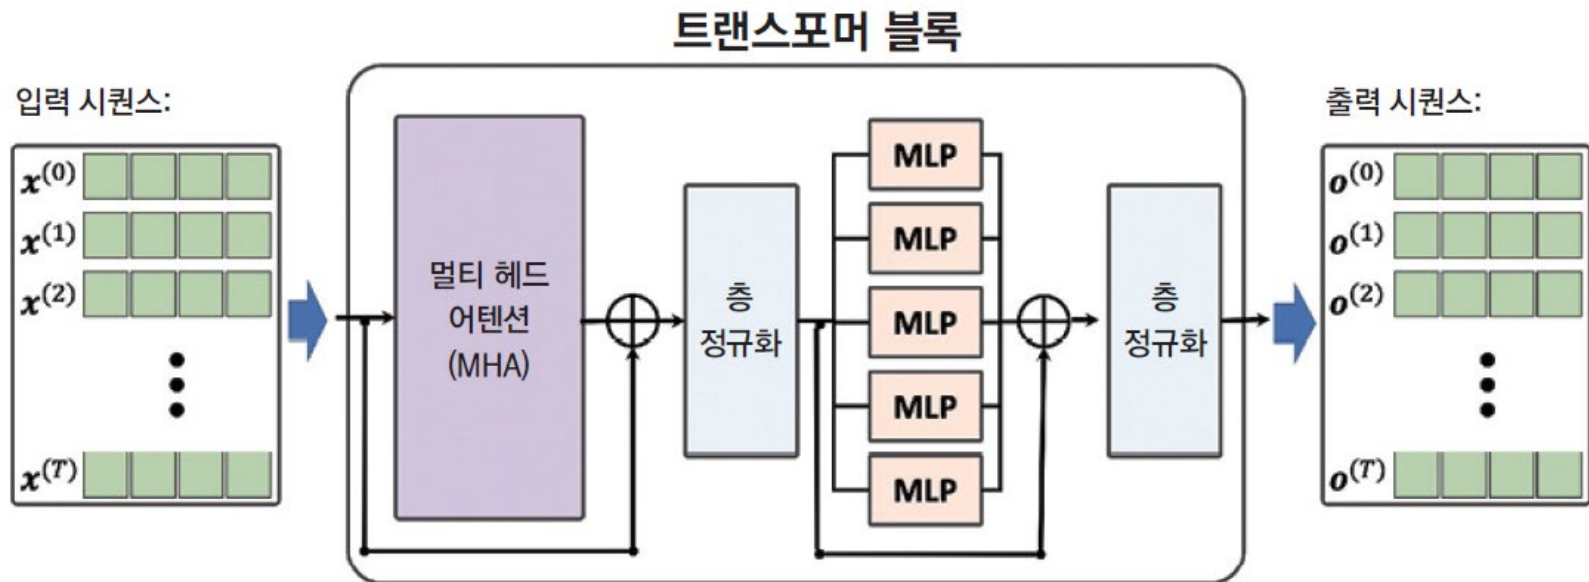 트랜스포머 블록
입력 시퀀스:
x^(0)
x^(1)
x^(2)
x^(T)
멀티 헤드
어텐션
(MHA)
층
정규화
MLP
MLP
MLP
MLP
MLP
층
정규화
출력 시퀀스:
o^(0)
o^(1)
o^(2)
o^(T)